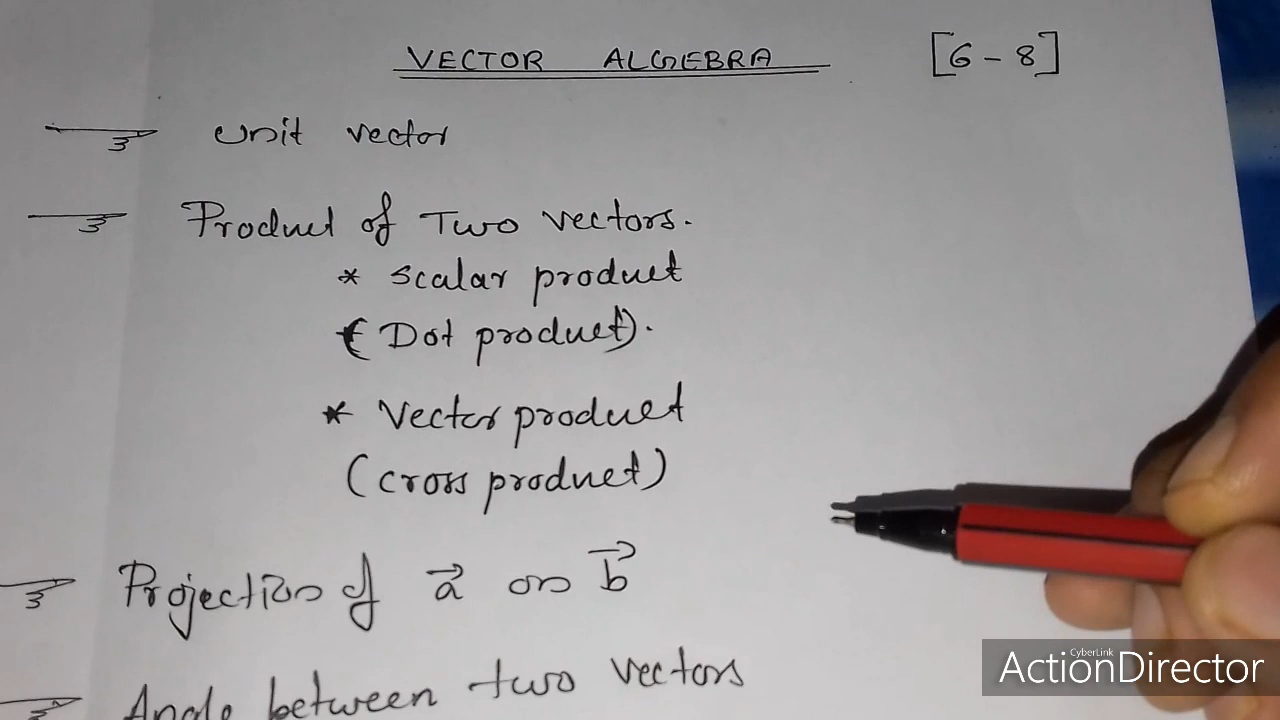 VECTOR ALGEBRA [6-8]
unit vector
Product of Two vectors.
* scalar product
(Dot product).
* Vector product
(cross product)
Projection of a⃗ on b⃗
Angle between two vectors
CyberLink
ActionDirector